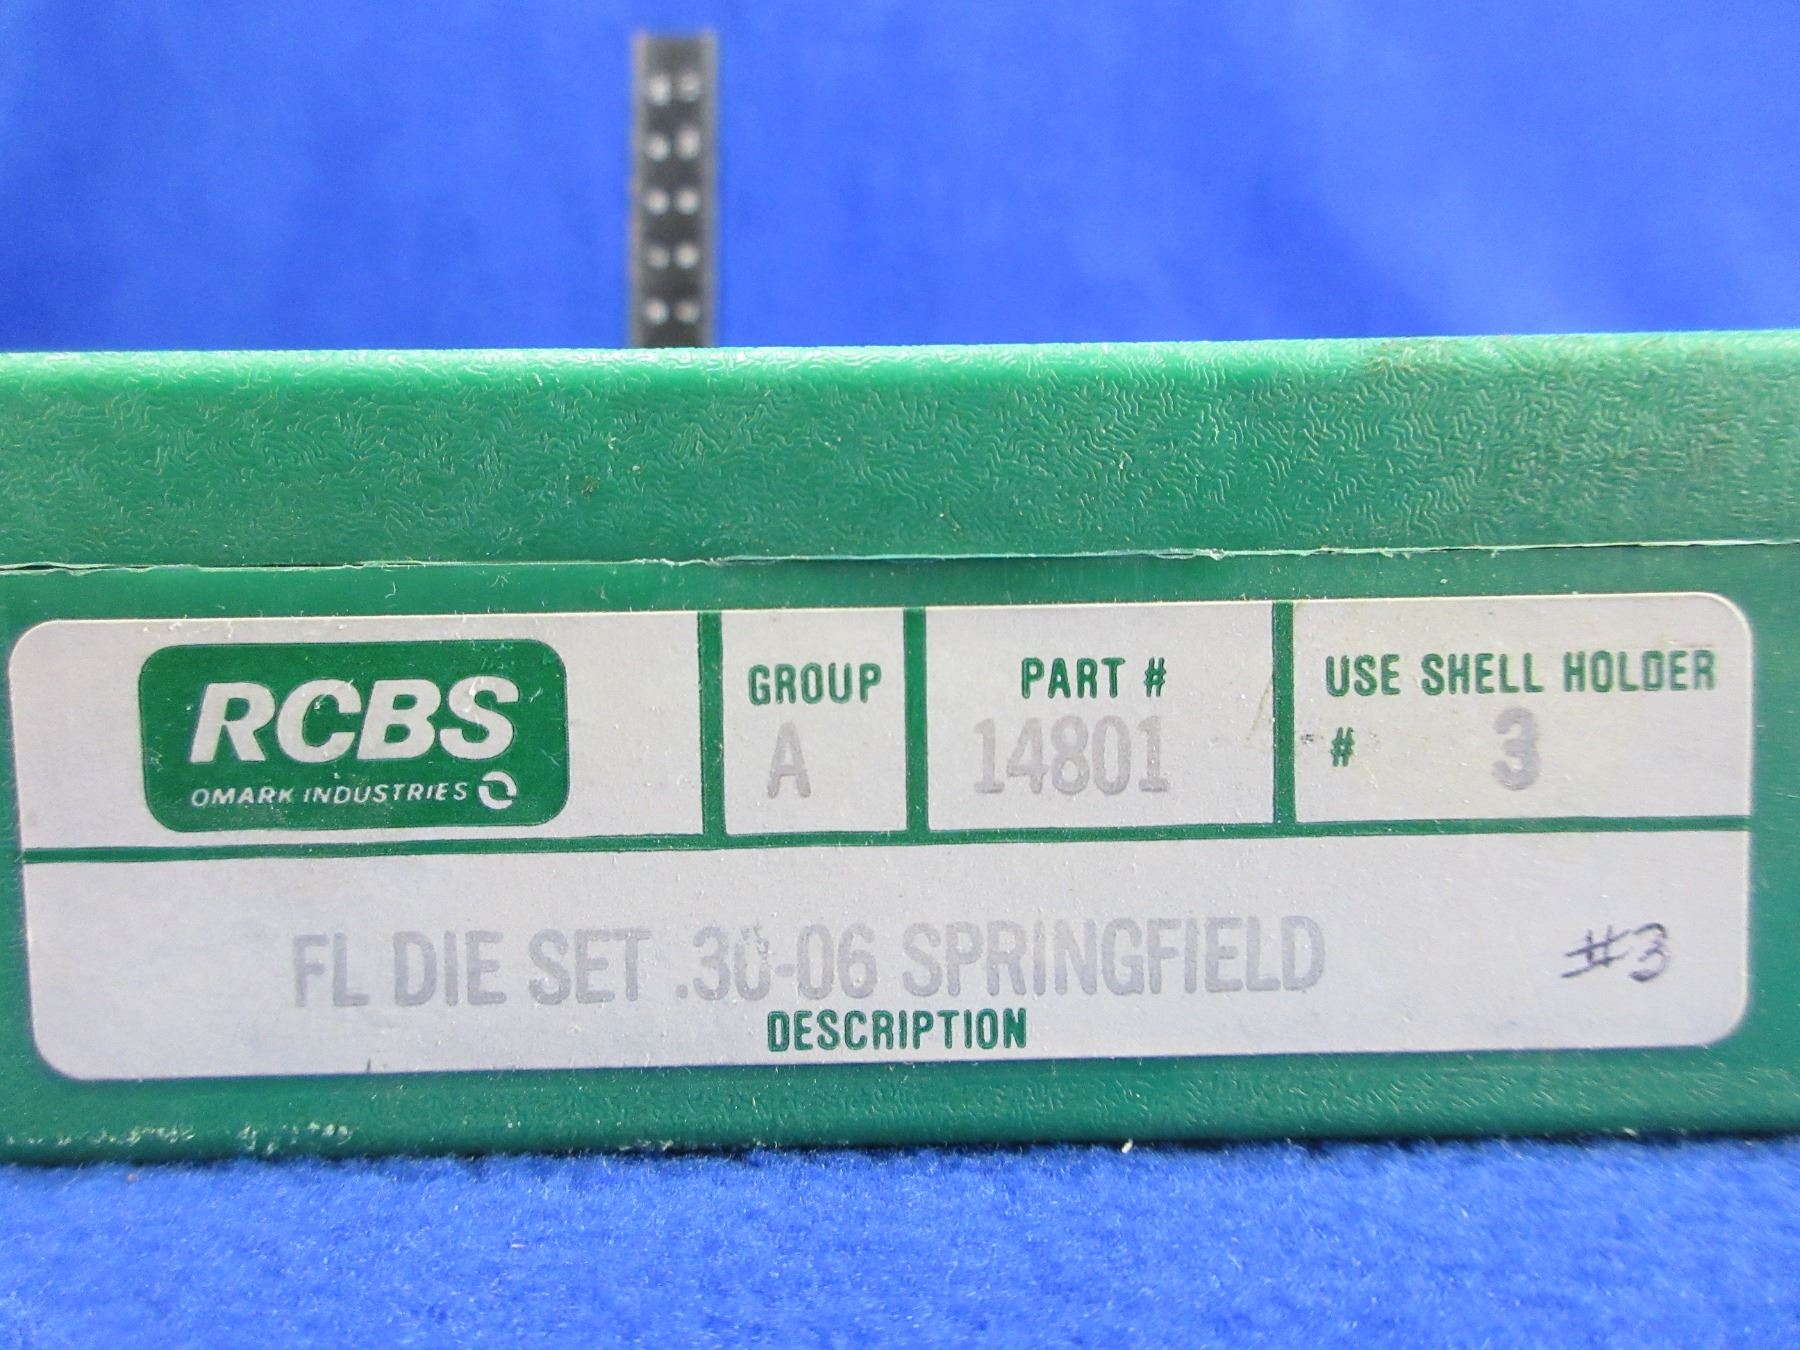 RCBS
OMARK INDUSTRIES
GROUP
A
PART #
14801
USE SHELL HOLDER
# 3
FL DIE SET .30-06 SPRINGFIELD
#3
DESCRIPTION